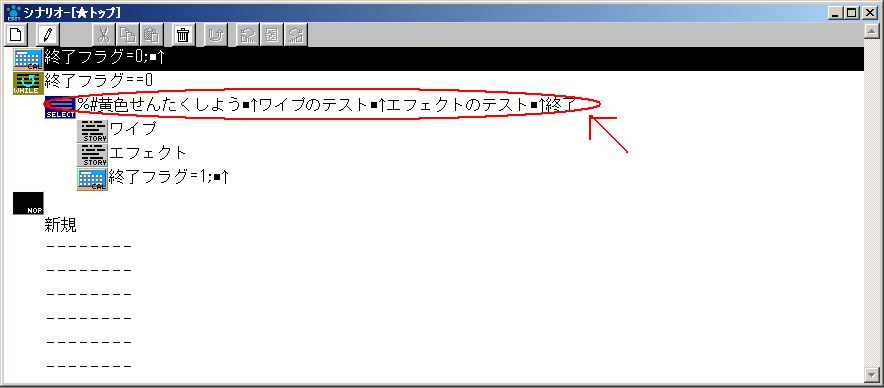 シナリオー[★トップ]
EDIT
CAL 終了フラグ=0;■↑
WHILE 終了フラグ==0
SELECT %#黄色せんたくしよう■↑ワイプのテスト■↑エフェクトのテスト■↑終了
STORY ワイプ
STORY エフェクト
CAL 終了フラグ=1;■↑
NOP
新規
--------
--------
--------
--------
--------
--------